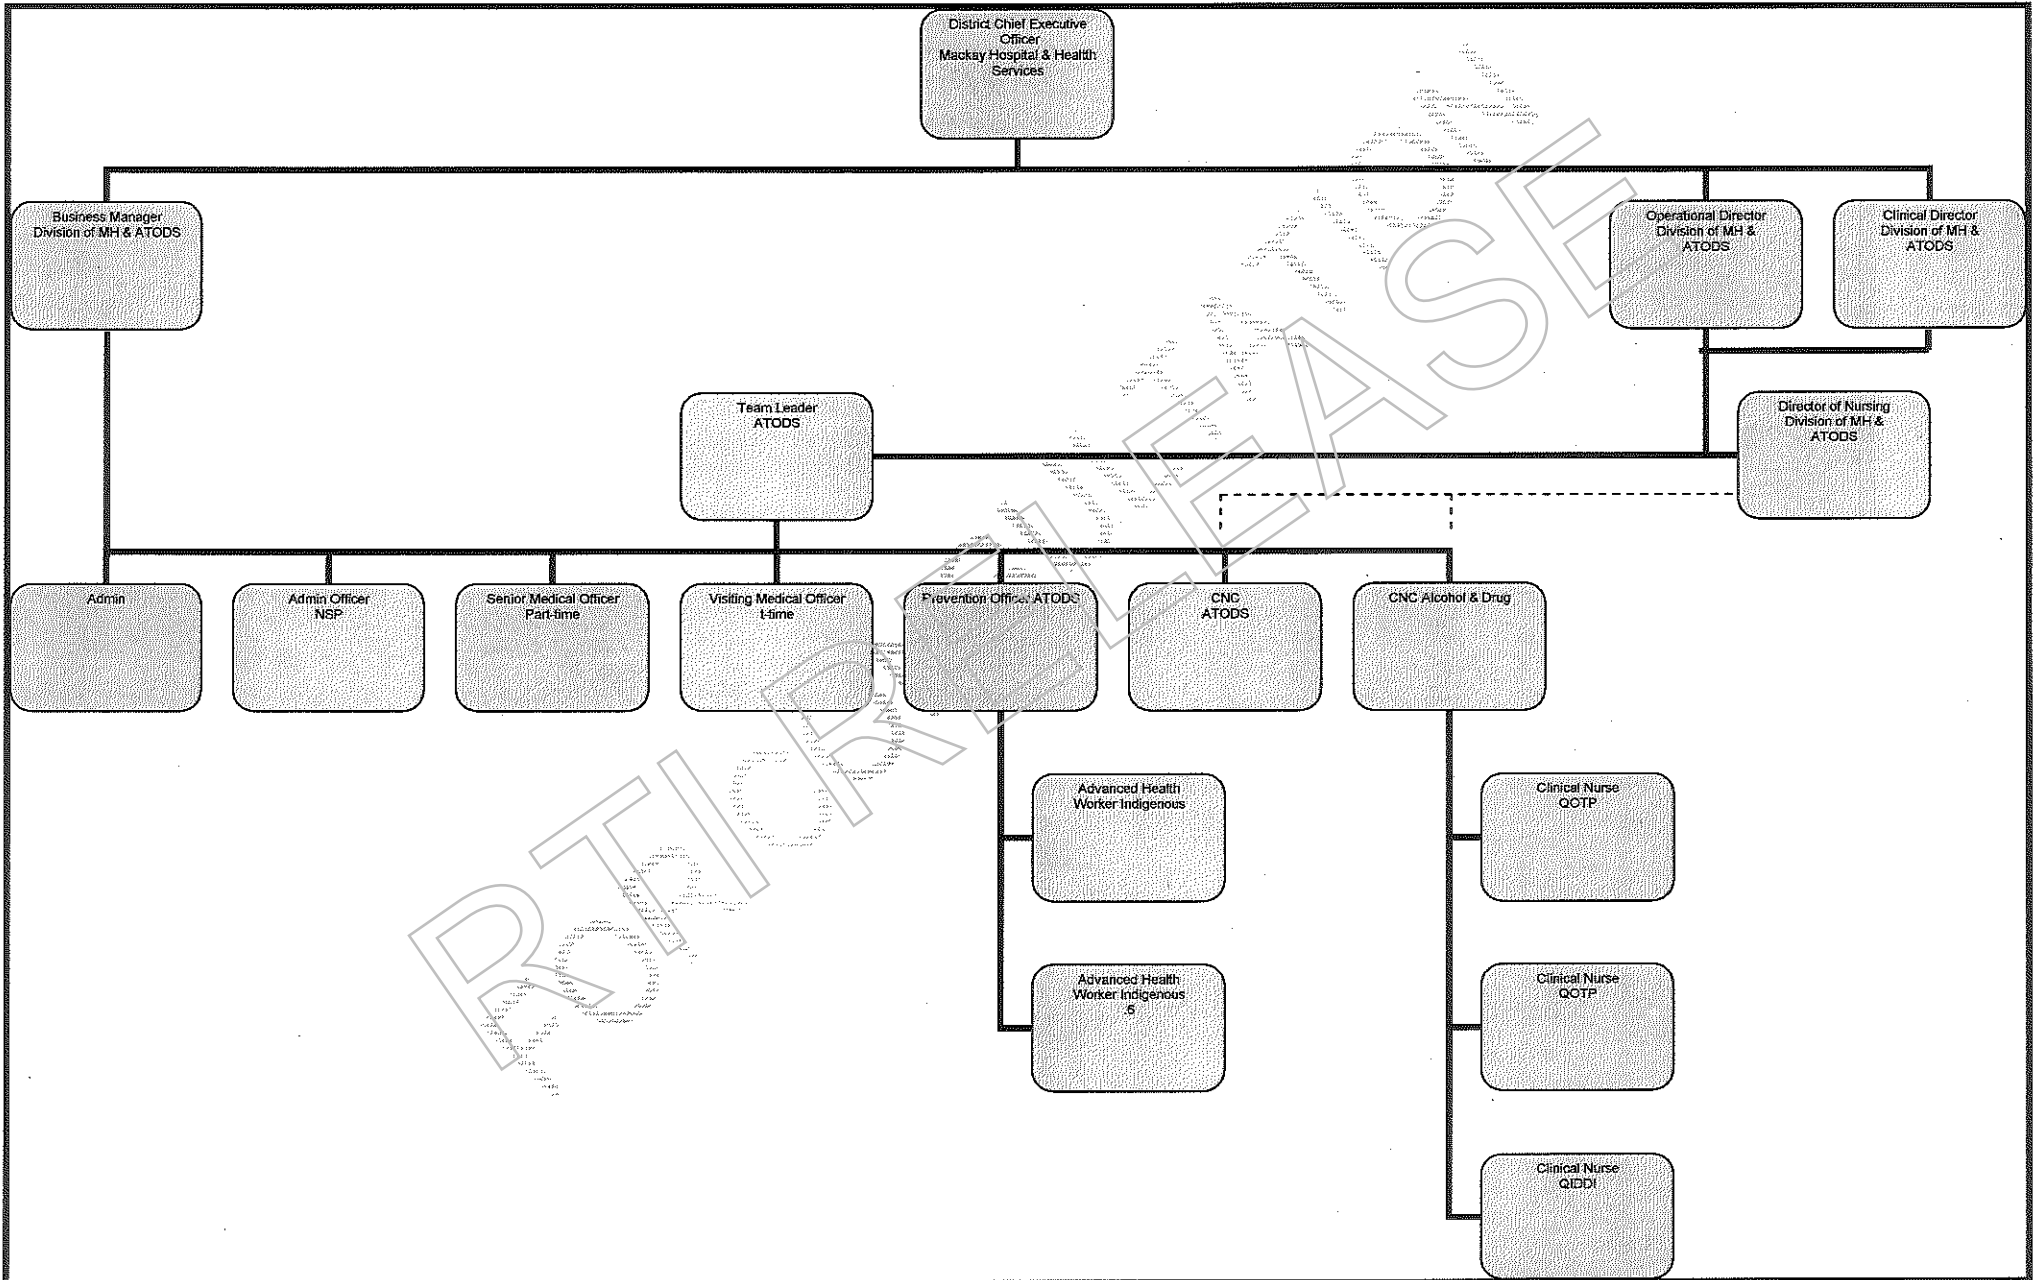 District Chief Executive
Officer
Mackay Hospital & Health
Services
Business Manager
Division of MH & ATODS
Operational Director
Division of MH &
ATODS
Clinical Director
Division of MH &
ATODS
Team Leader
ATODS
Director of Nursing
Division of MH &
ATODS
Admin
Admin Officer
NSP
Senior Medical Officer
Part-time
Visiting Medical Officer
t-time
Prevention Officer ATODS
CNC
ATODS
CNC Alcohol & Drug
Advanced Health
Worker Indigenous
Clinical Nurse
QOTP
Advanced Health
Worker Indigenous
Clinical Nurse
QOTP
Clinical Nurse
QIDDI
RTI RELEASE